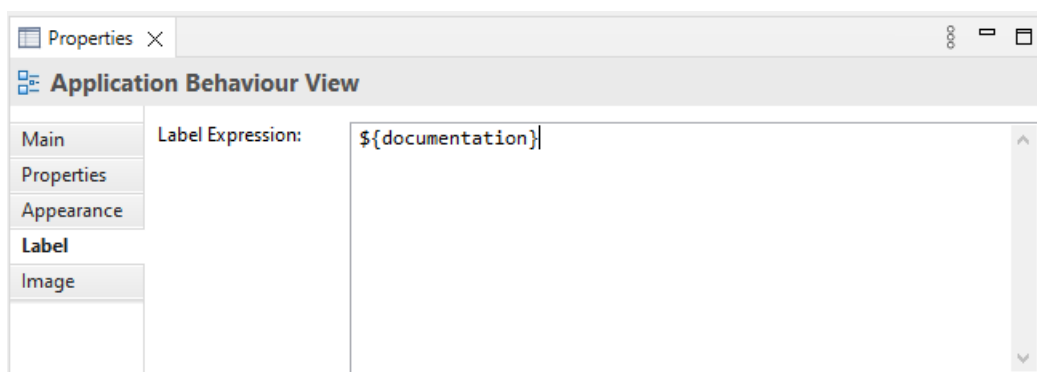 Properties
Application Behaviour View
Main
Label Expression:
${documentation}
Properties
Appearance
Label
Image